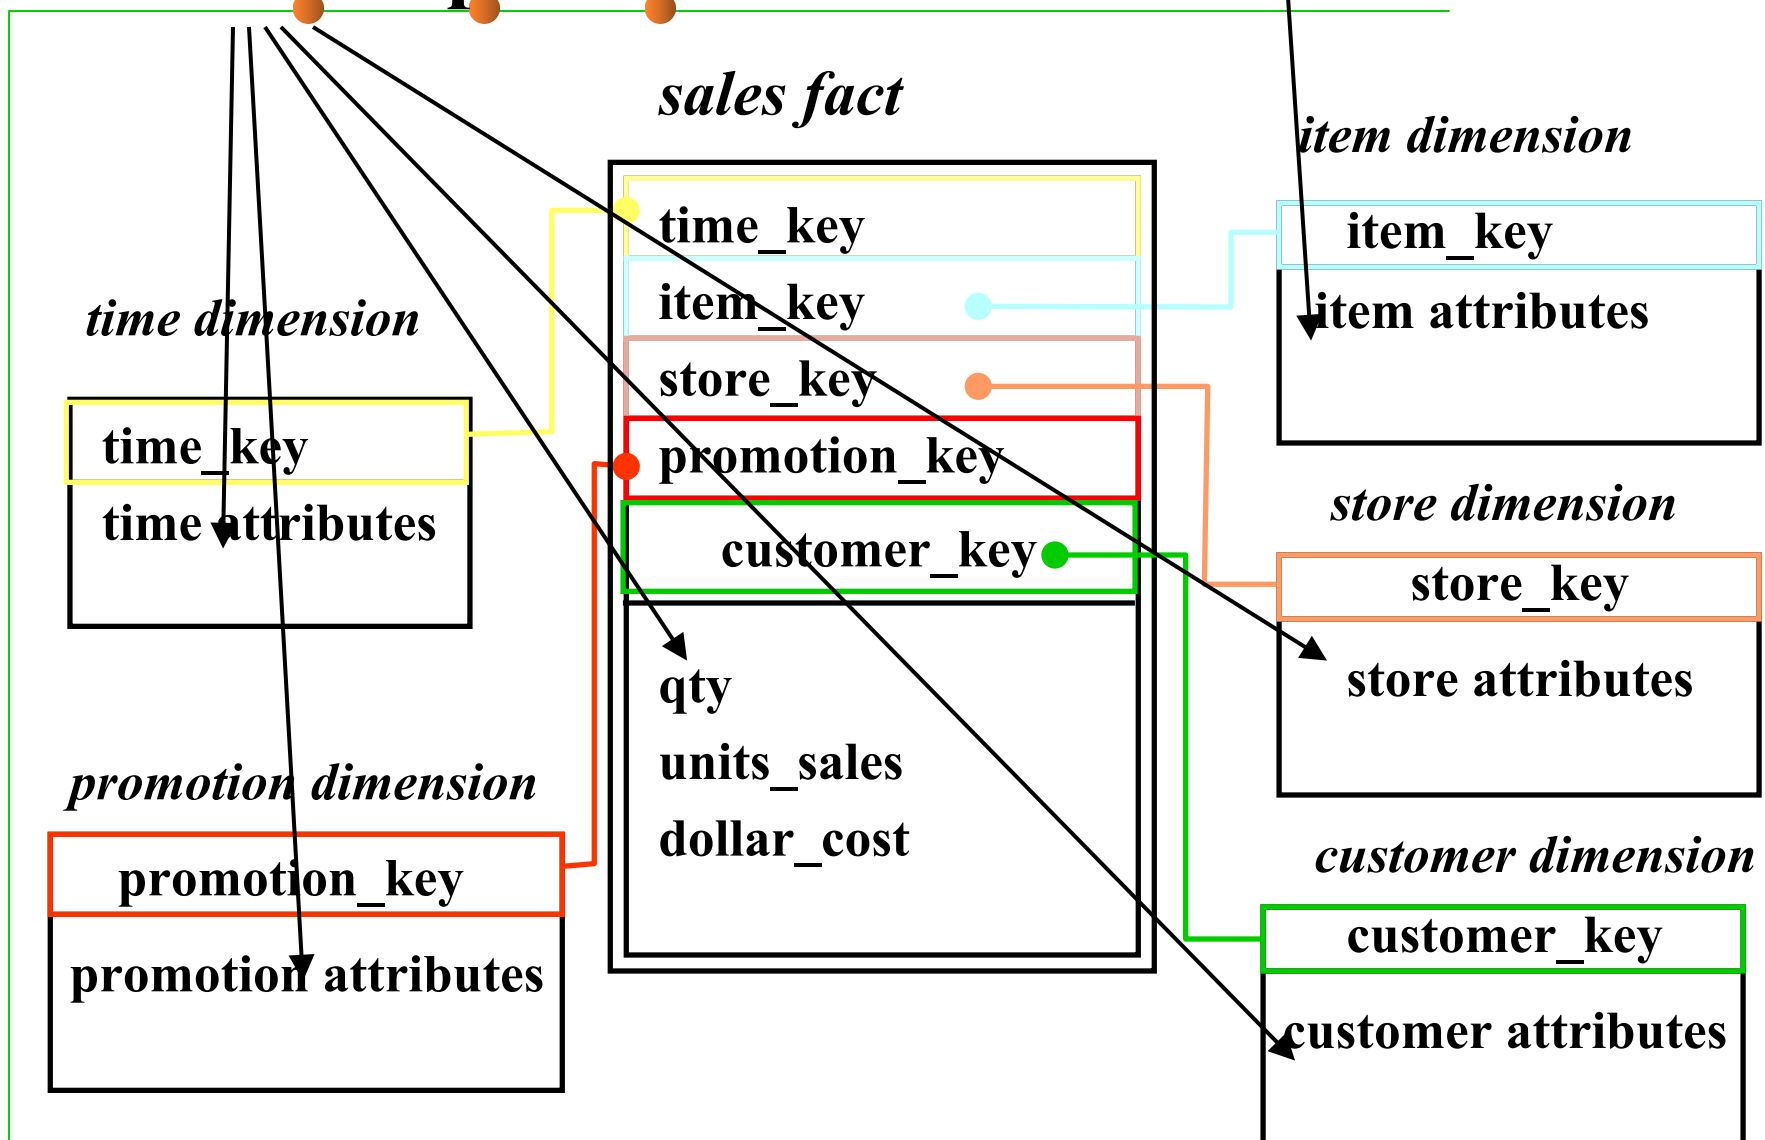 sales fact
time_key
item_key
store_key
promotion_key
customer_key
qty
units_sales
dollar_cost
time dimension
time_key
time attributes
promotion dimension
promotion_key
promotion attributes
item dimension
item_key
item attributes
store dimension
store_key
store attributes
customer dimension
customer_key
customer attributes